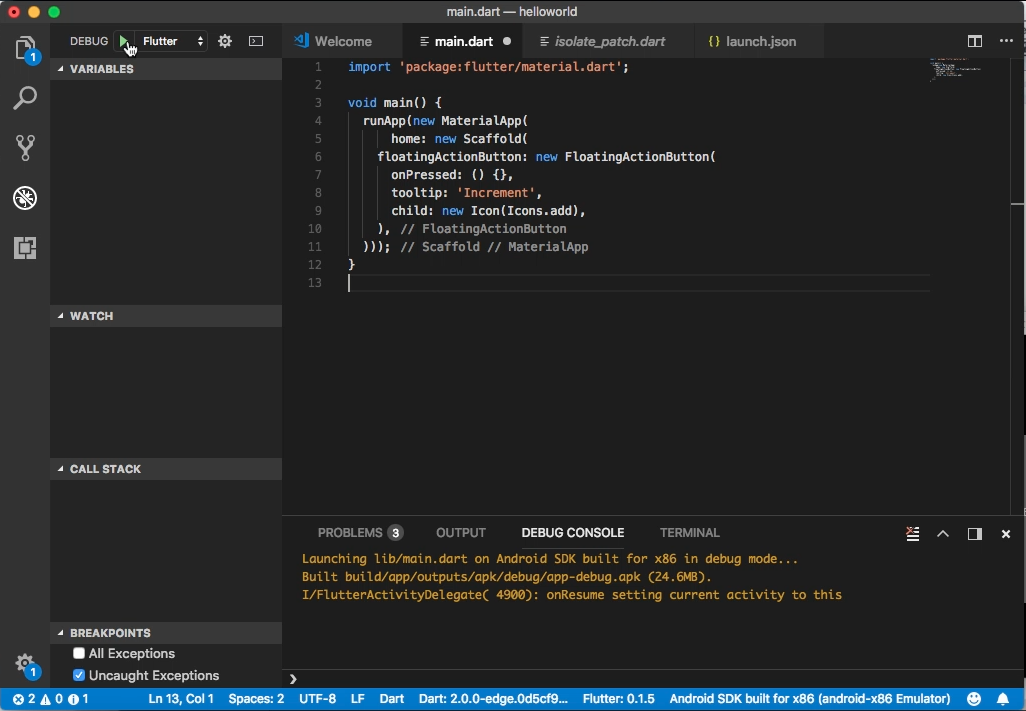 main.dart — helloworld
1
DEBUG Flutter
Welcome main.dart isolate_patch.dart {} launch.json
VARIABLES
WATCH
CALL STACK
BREAKPOINTS
All Exceptions
Uncaught Exceptions
1
1 import 'package:flutter/material.dart';
2
3 void main() {
4 runApp(new MaterialApp(
5 home: new Scaffold(
6 floatingActionButton: new FloatingActionButton(
7 onPressed: () {},
8 tooltip: 'Increment',
9 child: new Icon(Icons.add),
10 ), // FloatingActionButton
11 ))); // Scaffold // MaterialApp
12 }
13
PROBLEMS 3 OUTPUT DEBUG CONSOLE TERMINAL
Launching lib/main.dart on Android SDK built for x86 in debug mode...
Built build/app/outputs/apk/debug/app-debug.apk (24.6MB).
I/FlutterActivityDelegate( 4900): onResume setting current activity to this
2 0 1 Ln 13, Col 1 Spaces: 2 UTF-8 LF Dart Dart: 2.0.0-edge.0d5cf9... Flutter: 0.1.5 Android SDK built for x86 (android-x86 Emulator)